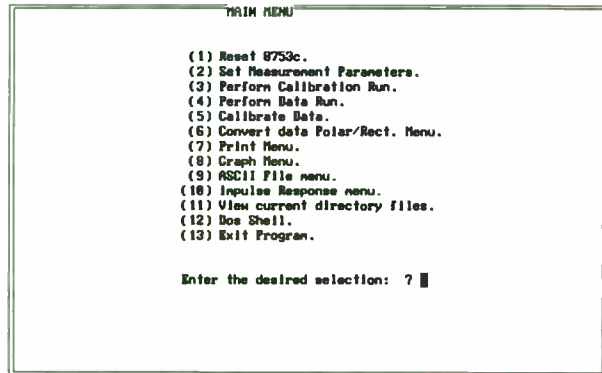 MAIN MENU
(1) Reset 8753c.
(2) Set Measurement Parameters.
(3) Perform Calibration Run.
(4) Perform Data Run.
(5) Calibrate Data.
(6) Convert data Polar/Rect. Menu.
(7) Print Menu.
(8) Graph Menu.
(9) ASCII File menu.
(10) Impulse Response menu.
(11) View current directory files.
(12) Dos Shell.
(13) Exit Program.
Enter the desired selection: ?